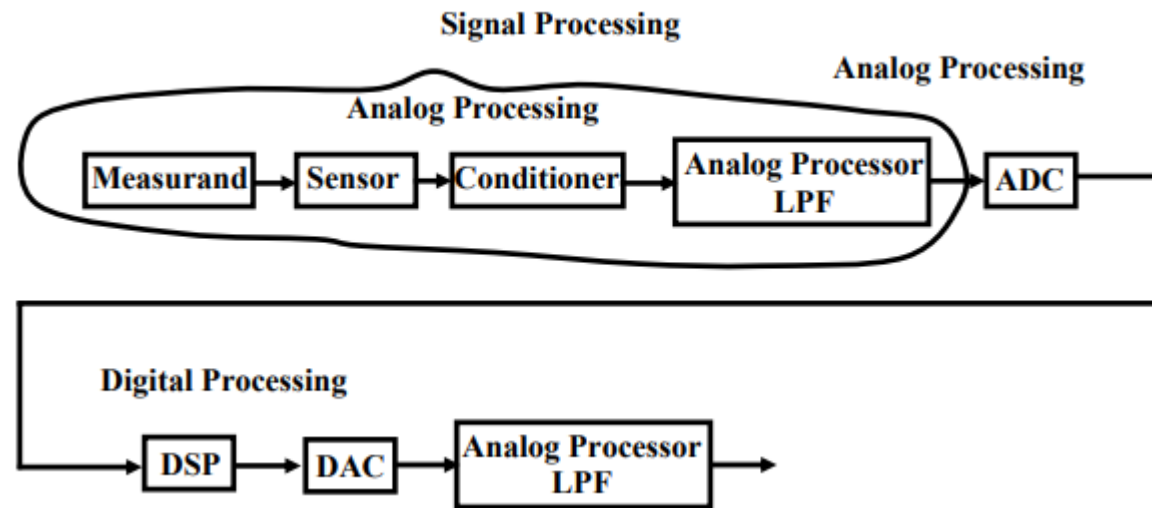 Signal Processing
Analog Processing
Analog Processing
Measurand
Sensor
Conditioner
Analog Processor
LPF
ADC
Digital Processing
DSP
DAC
Analog Processor
LPF